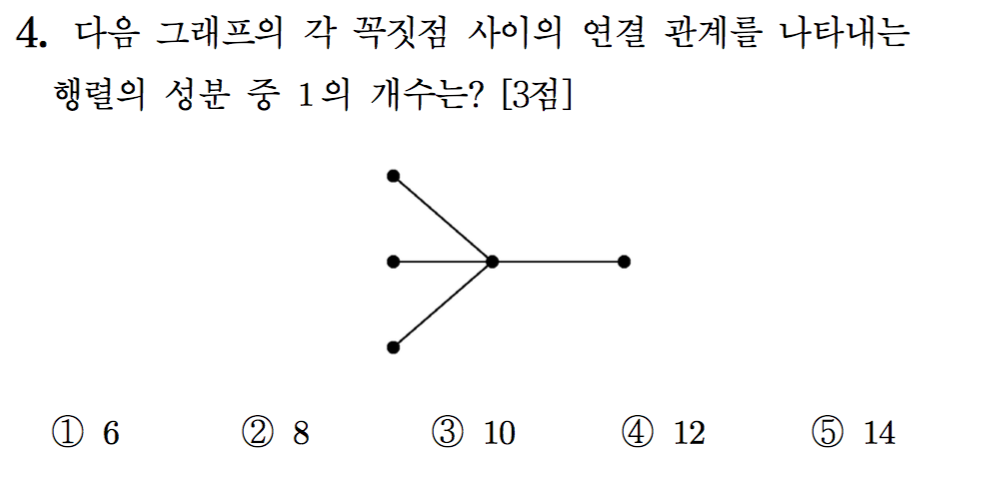 4. 다음 그래프의 각 꼭짓점 사이의 연결 관계를 나타내는
행렬의 성분 중 1의 개수는? [3점]
① 6 ② 8 ③ 10 ④ 12 ⑤ 14